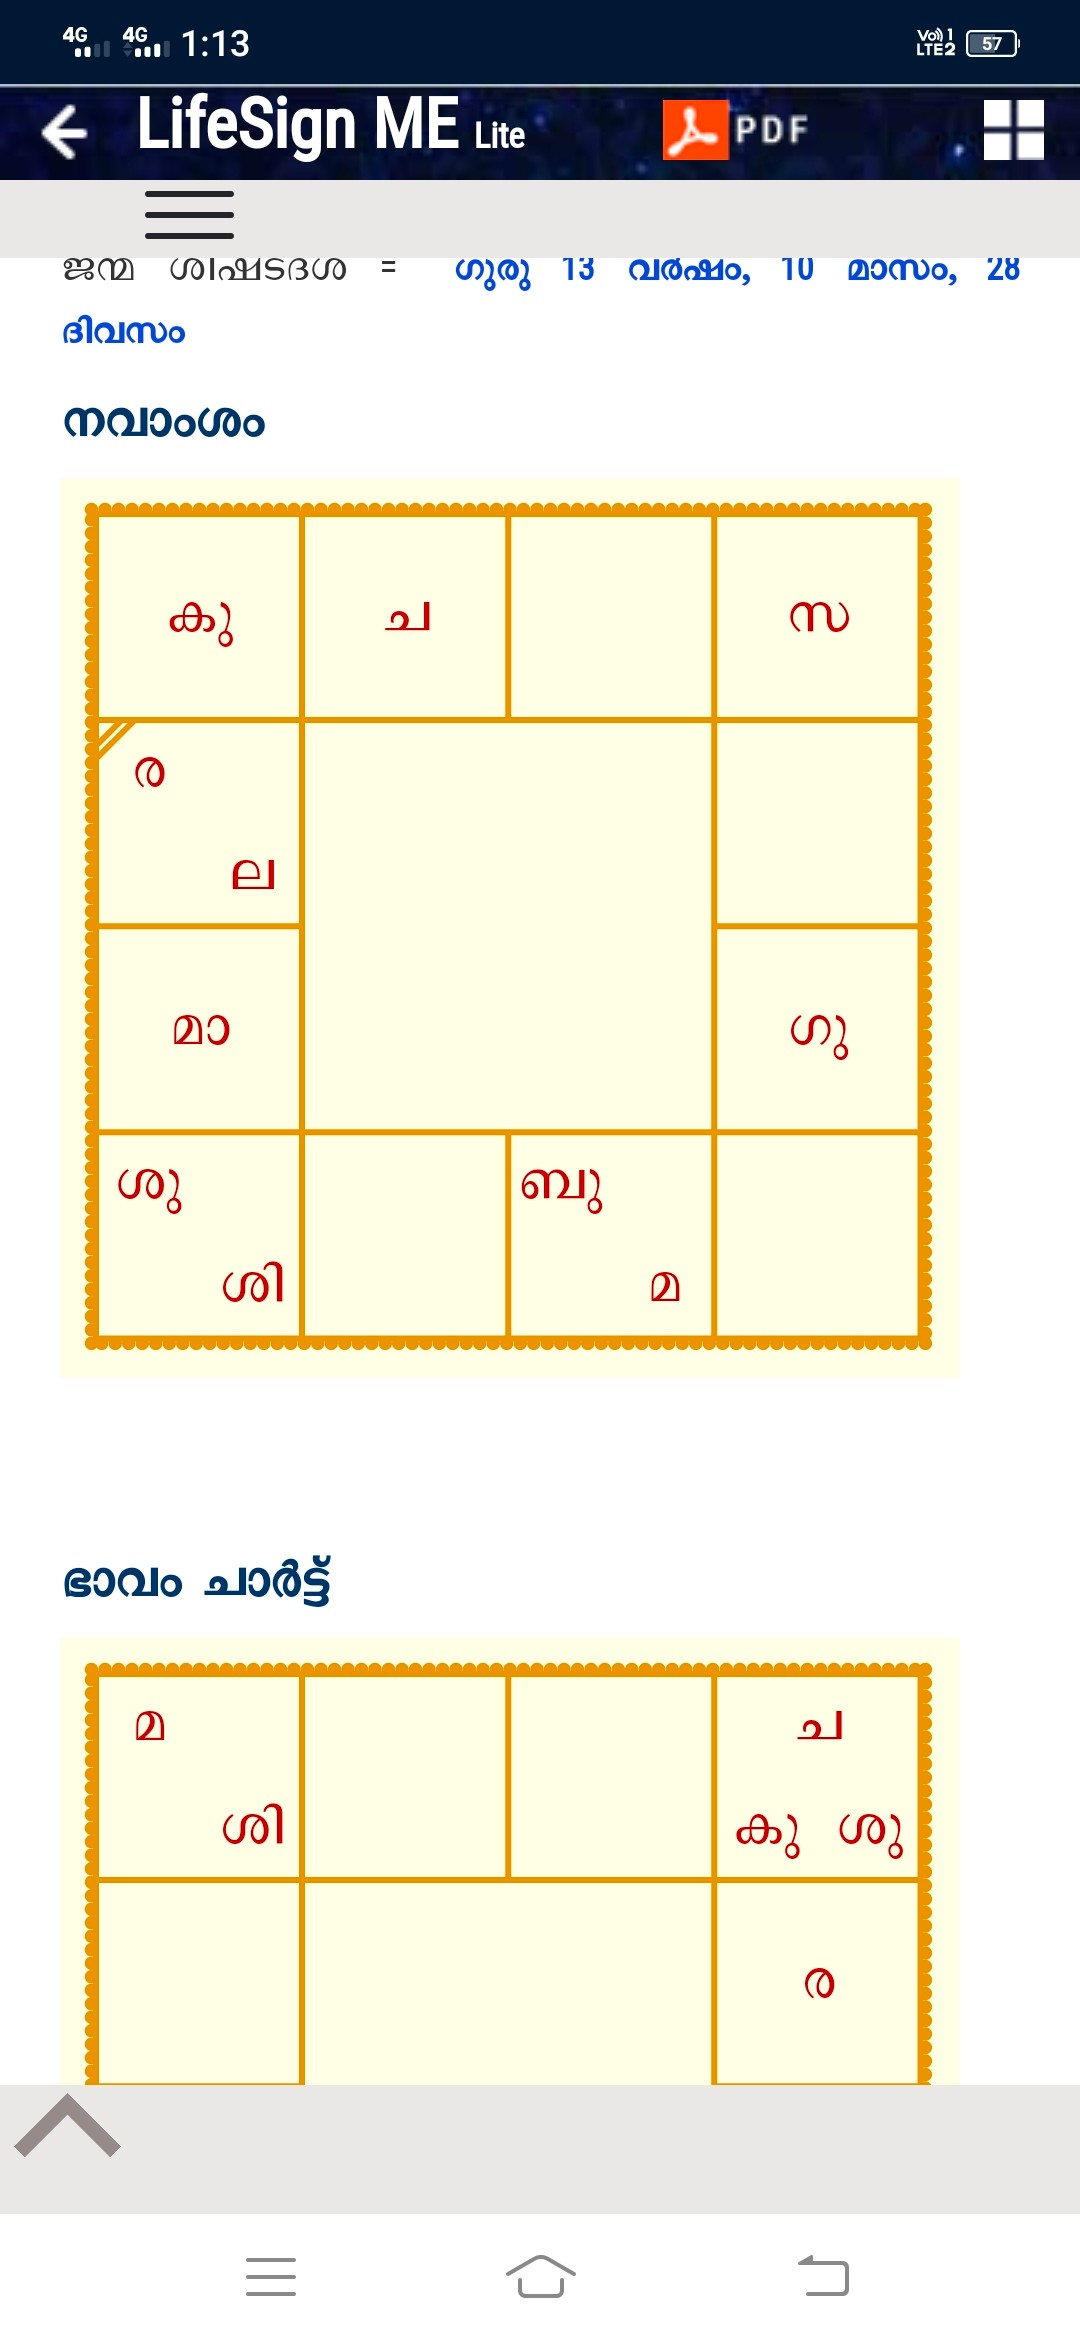 4G 4G 1:13 Vo)) 1 LTE2 57
LifeSign ME Lite PDF
ജന്മ ശിഷ്ടദശ = ഗുരു 13 വർഷം, 10 മാസം, 28
ദിവസം
നവാംശം
കു ച സ
ര
ല
മാ ഗു
ശു ബു
ശി മ
ഭാവം ചാർട്ട്
മ ച
ശി കു ശു
ര